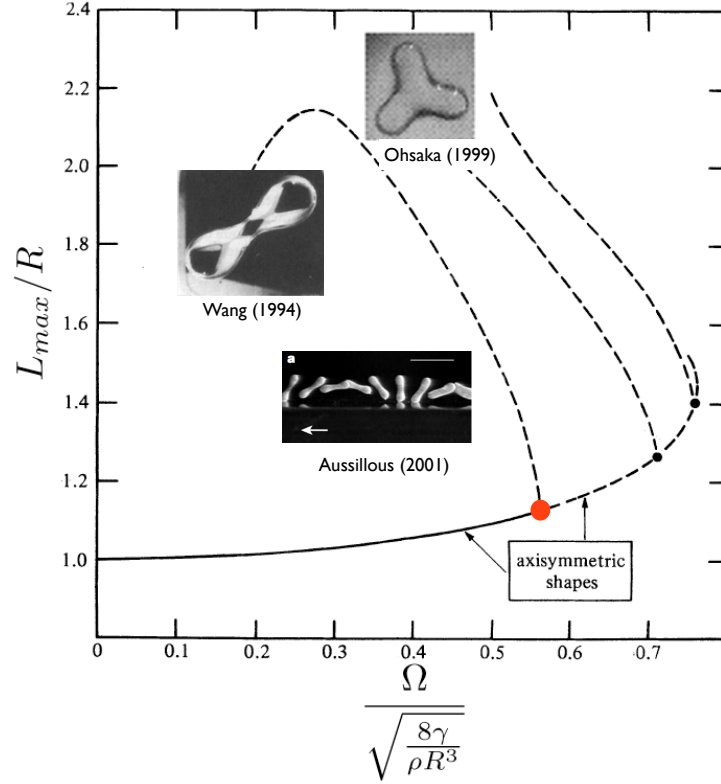 2.4
2.2
2.0
1.8
1.6
1.4
1.2
1.0
L_{max}/R
Ohsaka (1999)
Wang (1994)
a
Aussillous (2001)
axisymmetric
shapes
0 0.1 0.2 0.3 0.4 0.5 0.6 0.7
Ω
√(8γ
ρR³)